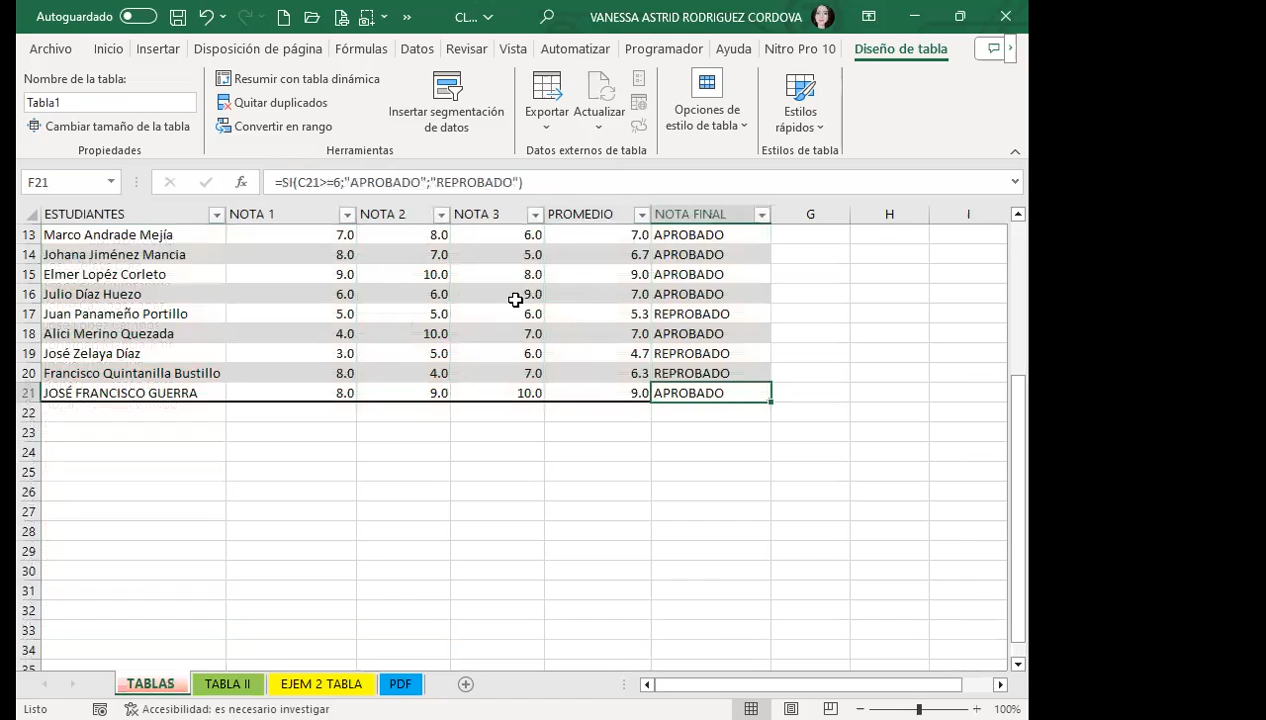 Autoguardado CL... VANESSA ASTRID RODRIGUEZ CORDOVA
Archivo Inicio Insertar Disposición de página Fórmulas Datos Revisar Vista Automatizar Programador Ayuda Nitro Pro 10 Diseño de tabla
Nombre de la tabla:
Tabla1
Cambiar tamaño de la tabla
Propiedades
Resumir con tabla dinámica
Quitar duplicados
Convertir en rango
Insertar segmentación
de datos
Herramientas
Exportar Actualizar
Datos externos de tabla
Opciones de
estilo de tabla
Estilos
rápidos
Estilos de tabla
F21 fx =SI(C21>=6;"APROBADO";"REPROBADO")
ESTUDIANTES NOTA 1 NOTA 2 NOTA 3 PROMEDIO NOTA FINAL G H I
13 Marco Andrade Mejía 7.0 8.0 6.0 7.0 APROBADO
14 Johana Jiménez Mancia 8.0 7.0 5.0 6.7 APROBADO
15 Elmer Lopéz Corleto 9.0 10.0 8.0 9.0 APROBADO
16 Julio Díaz Huezo 6.0 6.0 9.0 7.0 APROBADO
17 Juan Panameño Portillo 5.0 5.0 6.0 5.3 REPROBADO
18 Alici Merino Quezada 4.0 10.0 7.0 7.0 APROBADO
19 José Zelaya Díaz 3.0 5.0 6.0 4.7 REPROBADO
20 Francisco Quintanilla Bustillo 8.0 4.0 7.0 6.3 REPROBADO
21 JOSÉ FRANCISCO GUERRA 8.0 9.0 10.0 9.0 APROBADO
22
23
24
25
26
27
28
29
30
31
32
33
34
35
TABLAS TABLA II EJEM 2 TABLA PDF
Listo Accesibilidad: es necesario investigar 100%